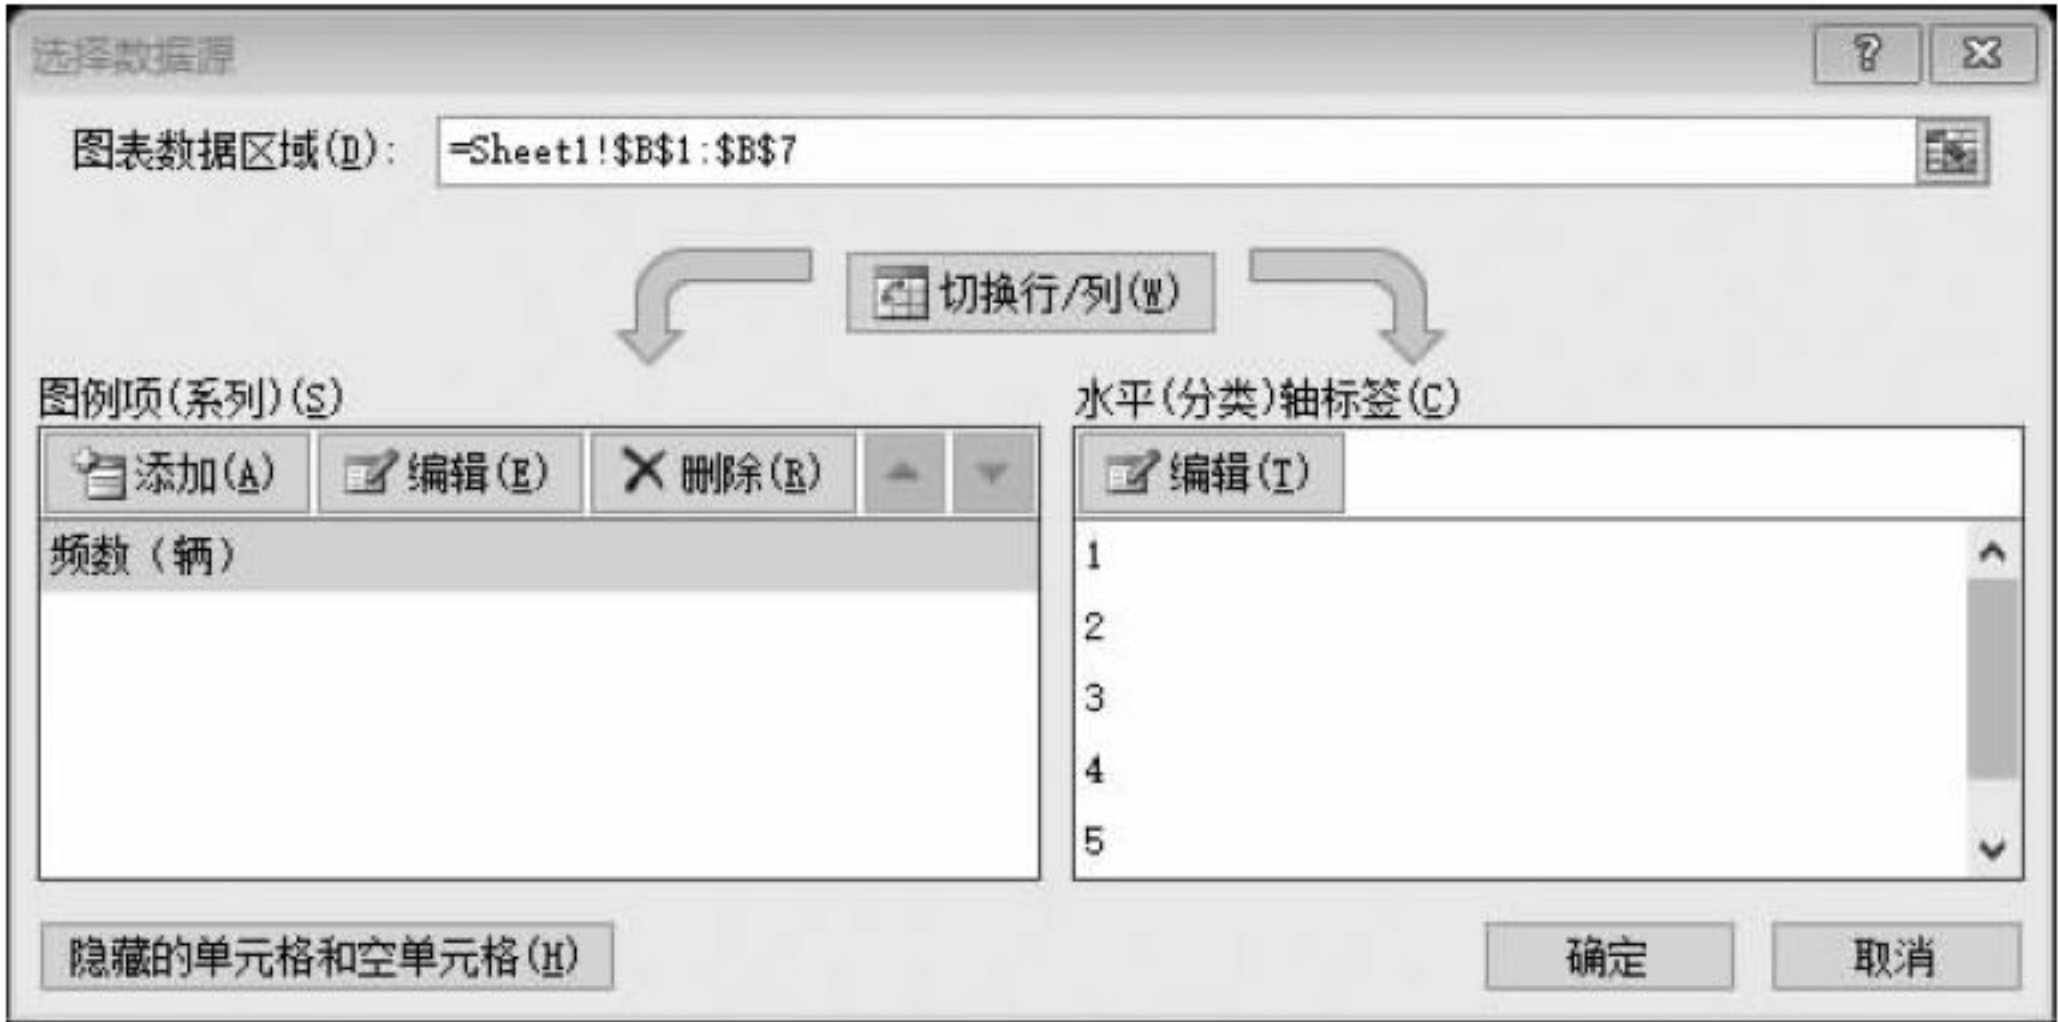 选择数据源
图表数据区域(D):
=Sheet1!$B$1:$B$7
切换行/列(W)
图例项(系列)(S)
水平(分类)轴标签(C)
添加(A) 编辑(E) 删除(R)
编辑(T)
频数（辆）
1
2
3
4
5
隐藏的单元格和空单元格(H)
确定 取消